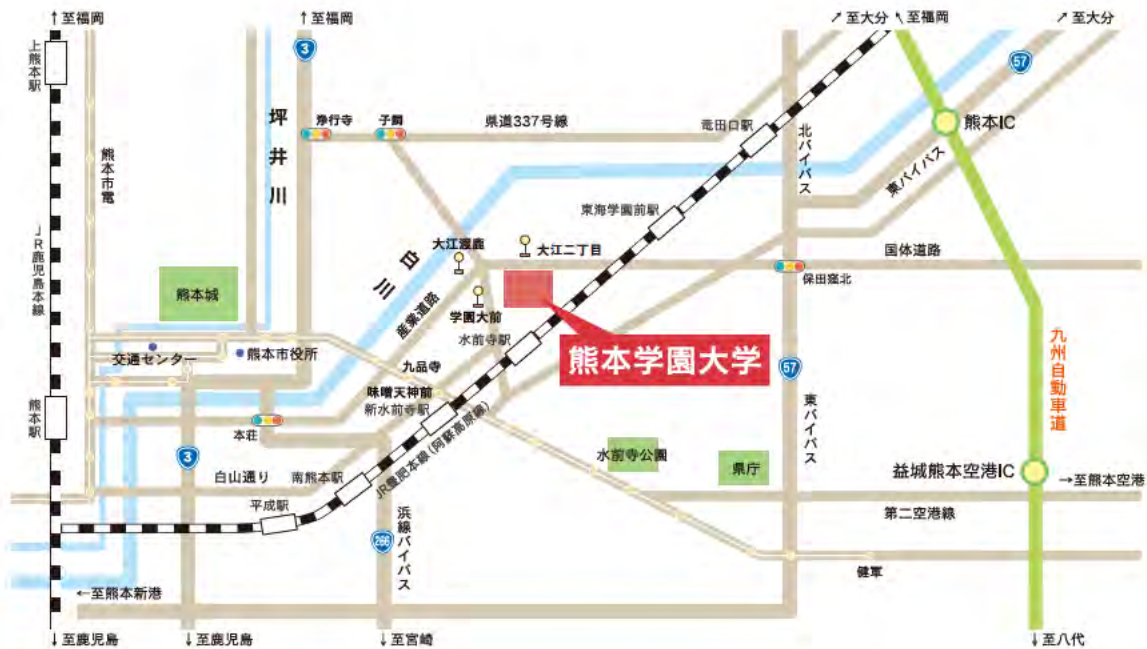 ↑至福岡
↑至福岡
↗至大分
↗至福岡
↗至大分
上熊本駅
3
57
坪井川
浄行寺
子飼
県道337号線
竜田口駅
北バイパス
熊本IC
熊本市電
東バイパス
東海学園前駅
JR鹿児島本線
大江渡鹿
大江二丁目
国体道路
白川
保田窪北
熊本城
産業道路
学園大前
水前寺駅
熊本学園大学
交通センター
熊本市役所
九品寺
57
九州自動車道
味噌天神前
新水前寺駅
熊本駅
JR豊肥本線(阿蘇高原線)
東バイパス
本荘
3
水前寺公園
県庁
益城熊本空港IC
→至熊本空港
白山通り
南熊本駅
平成駅
第二空港線
266
浜線バイパス
健軍
←至熊本新港
↓至鹿児島
↓至鹿児島
↓至宮崎
↓至八代